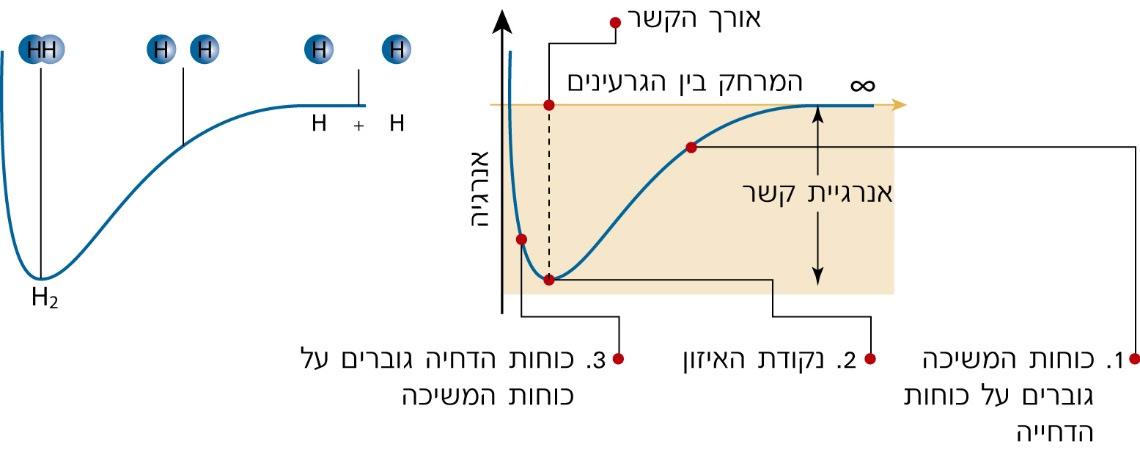 HH
H H
H H
H + H
H₂
אורך הקשר
המרחק בין הגרעינים
∞
אנרגיה
אנרגיית קשר
1. כוחות המשיכה
גוברים על כוחות
הדחייה
2. נקודת האיזון
3. כוחות הדחיה גוברים על
כוחות המשיכה